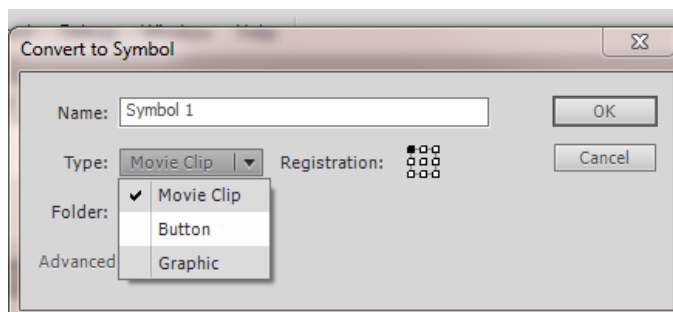 Convert to Symbol
Name: Symbol 1 OK
Type: Movie Clip Registration: Cancel
Movie Clip
Folder:
Button
Advanced
Graphic